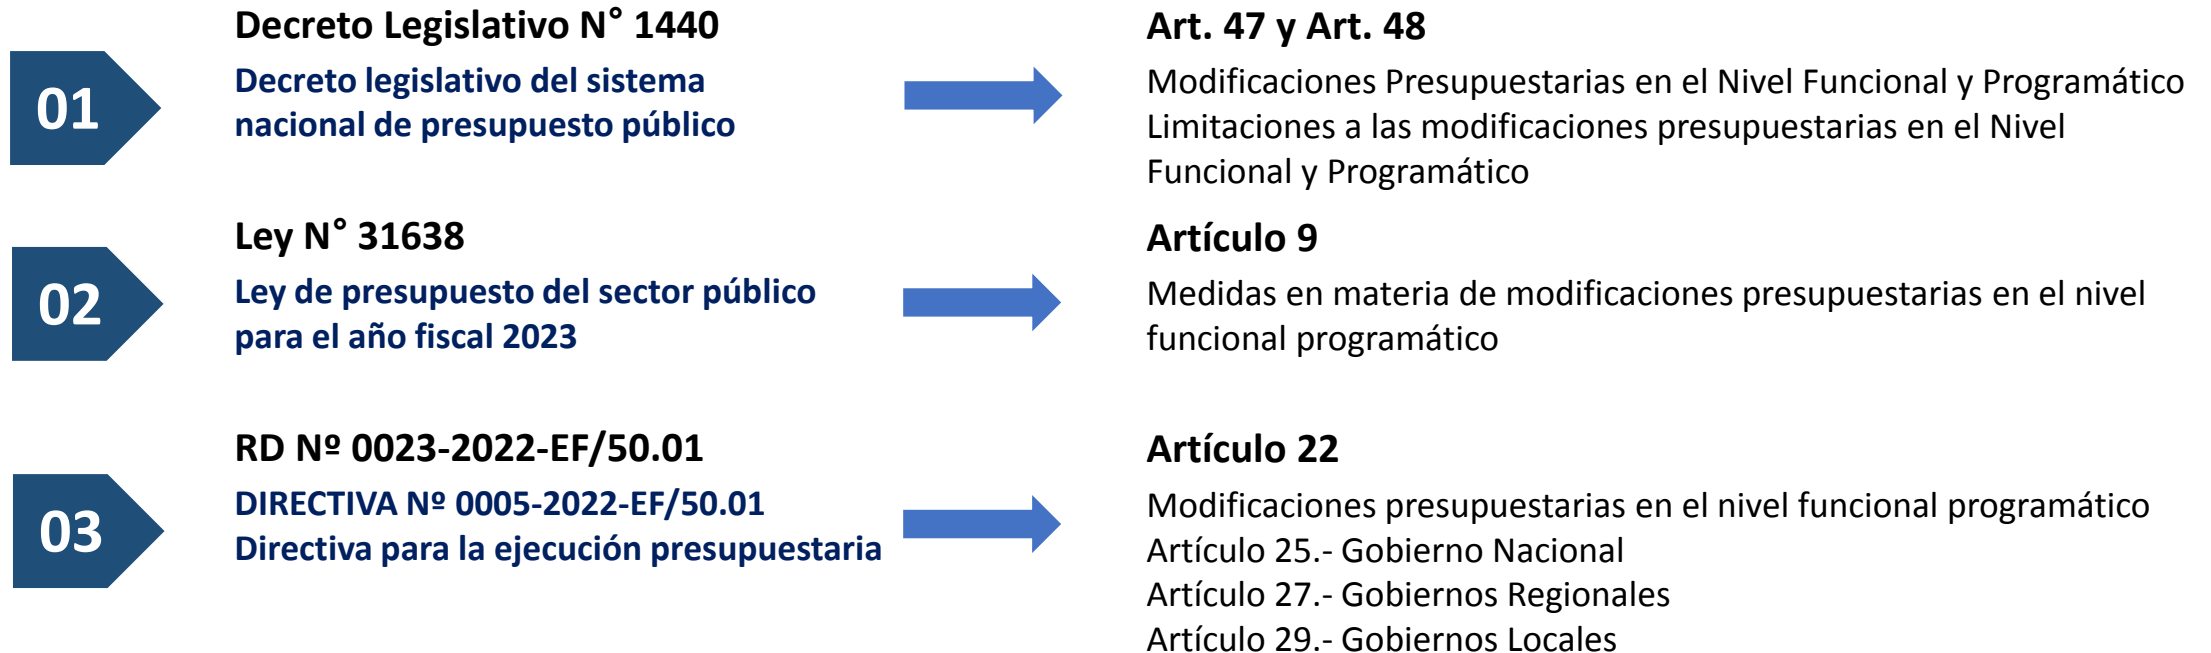 01
Decreto Legislativo N° 1440
Decreto legislativo del sistema
nacional de presupuesto público
Art. 47 y Art. 48
Modificaciones Presupuestarias en el Nivel Funcional y Programático
Limitaciones a las modificaciones presupuestarias en el Nivel
Funcional y Programático
02
Ley N° 31638
Ley de presupuesto del sector público
para el año fiscal 2023
Artículo 9
Medidas en materia de modificaciones presupuestarias en el nivel
funcional programático
03
RD Nº 0023-2022-EF/50.01
DIRECTIVA Nº 0005-2022-EF/50.01
Directiva para la ejecución presupuestaria
Artículo 22
Modificaciones presupuestarias en el nivel funcional programático
Artículo 25.- Gobierno Nacional
Artículo 27.- Gobiernos Regionales
Artículo 29.- Gobiernos Locales